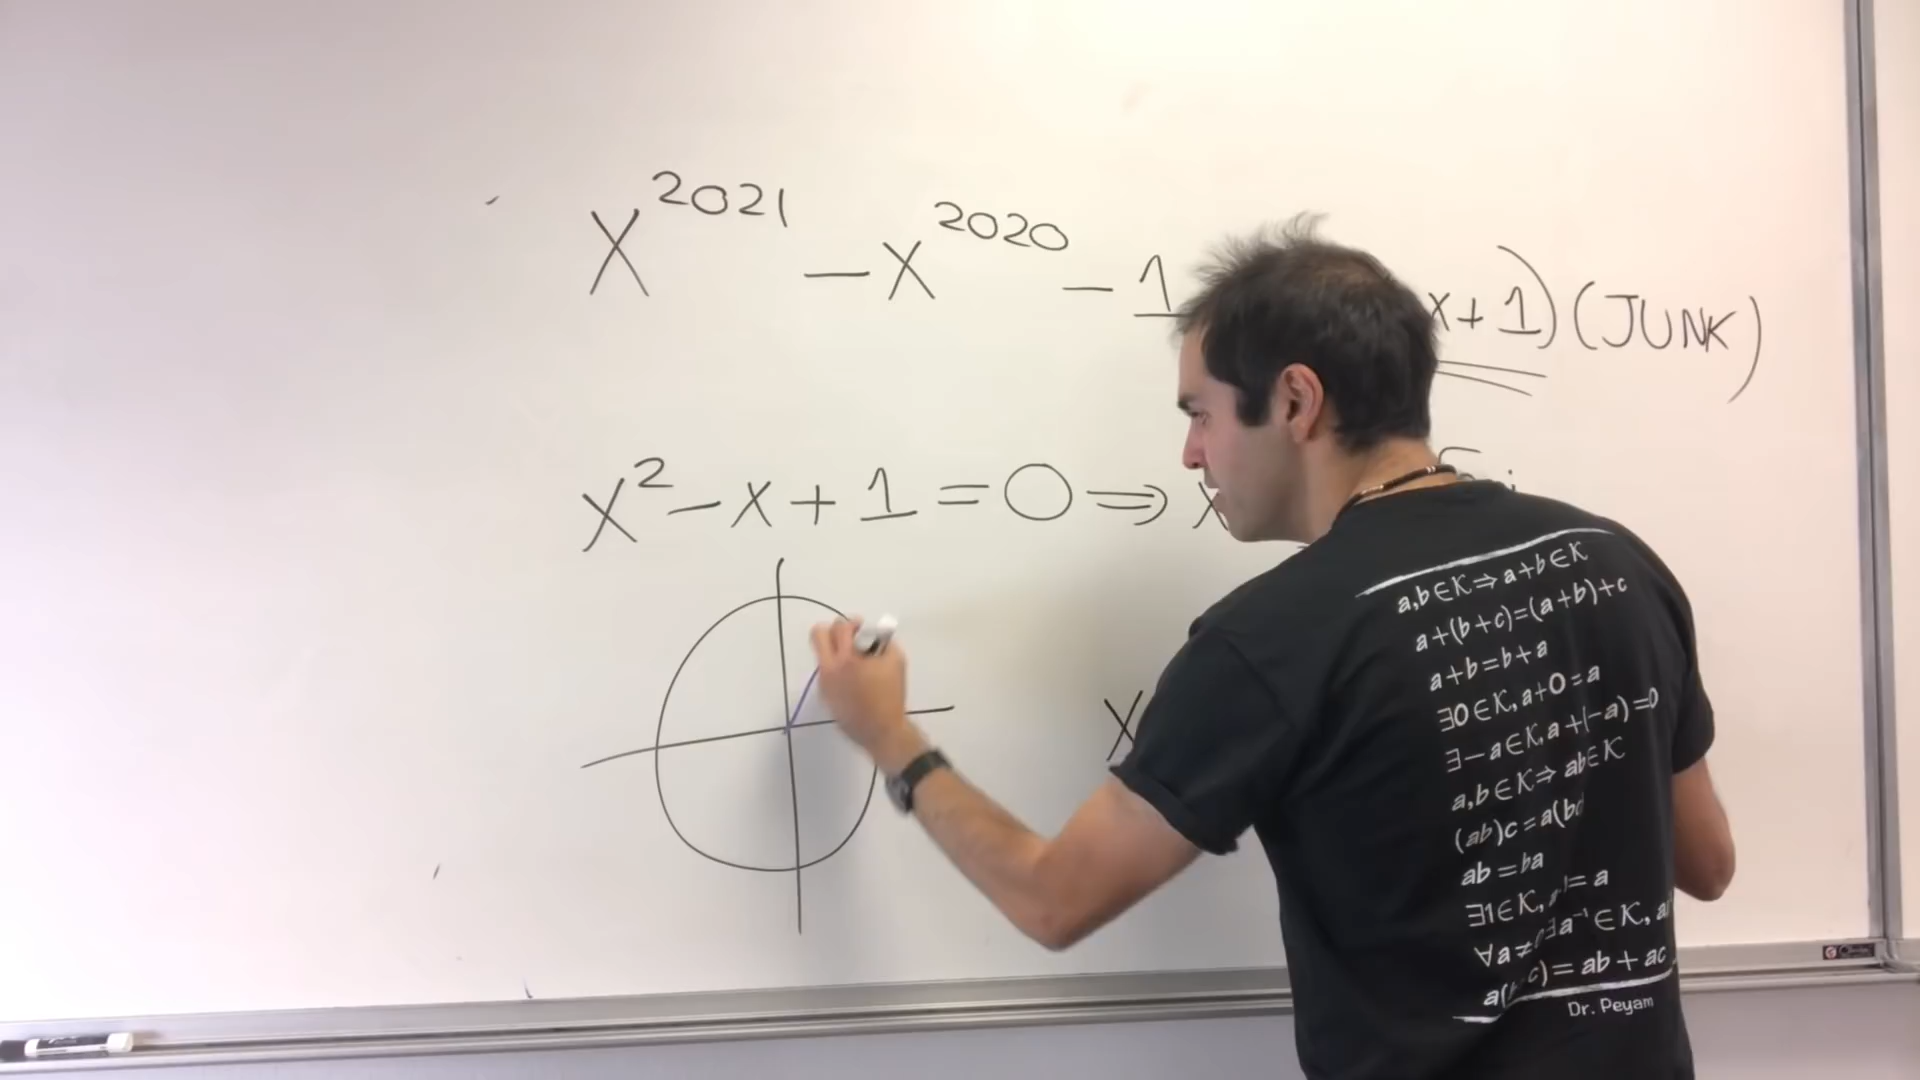 X^2021 - X^2020 - 1 x + 1) (JUNK)
X^2 - x + 1 = 0 ⇒ x
X
a,b ∈ K ⇒ a+b ∈ K
a+(b+c)=(a+b)+c
a+b=b+a
∃0 ∈ K, a+0=a
∃-a ∈ K, a+(-a)=0
a,b ∈ K ⇒ ab ∈ K
(ab)c=a(bc
ab=ba
∃1 ∈ K, = a
∀a ≠ ∃a^-1 ∈ K, a
a( c)=ab+ac
Dr. Peyam